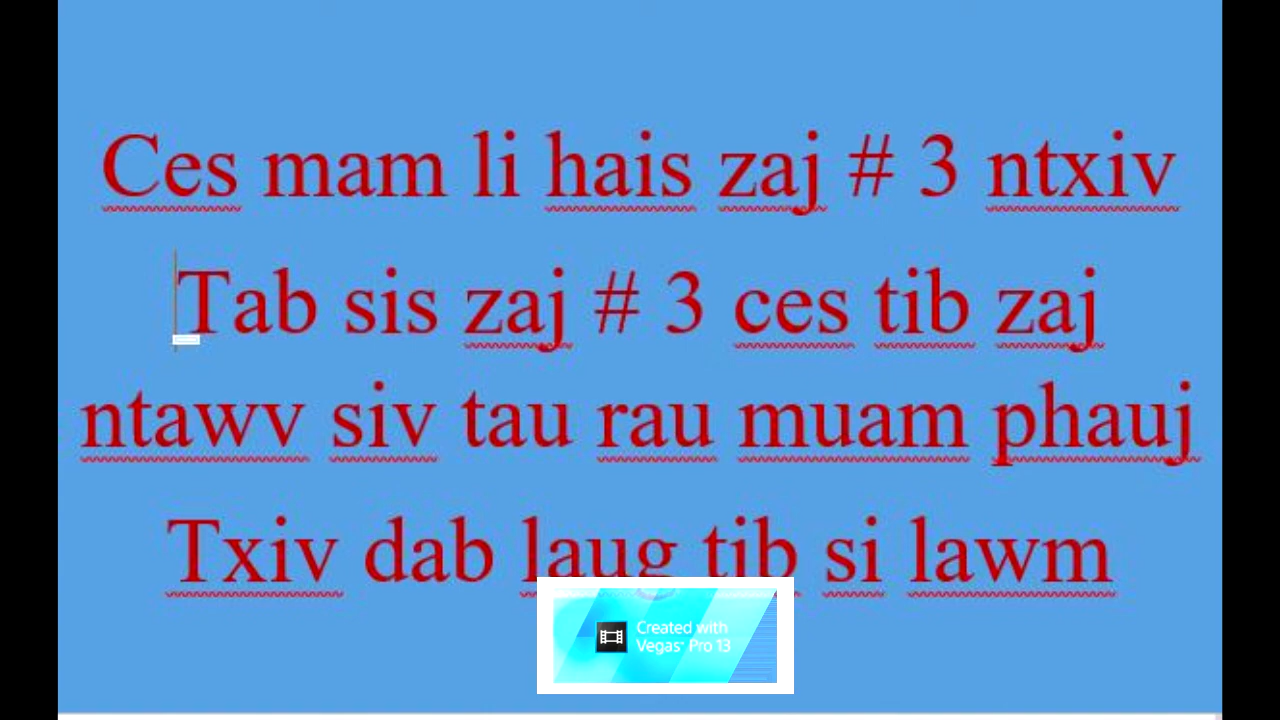 Ces mam li hais zaj # 3 ntxiv
Tab sis zaj # 3 ces tib zaj
ntawv siv tau rau muam phauj
Txiv dab laug tib si lawm
Created with
Vegas™ Pro 13